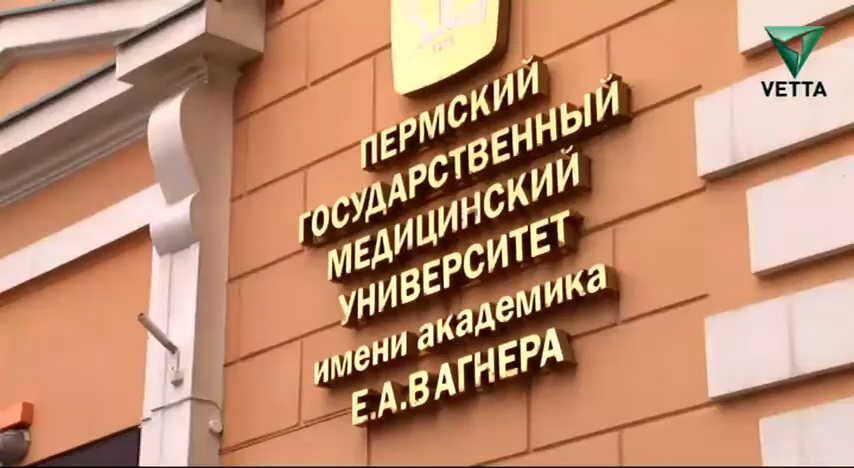 VETTA
ПЕРМСКИЙ
ГОСУДАРСТВЕННЫЙ
МЕДИЦИНСКИЙ
УНИВЕРСИТЕТ
имени академика
Е.А.ВАГНЕРА